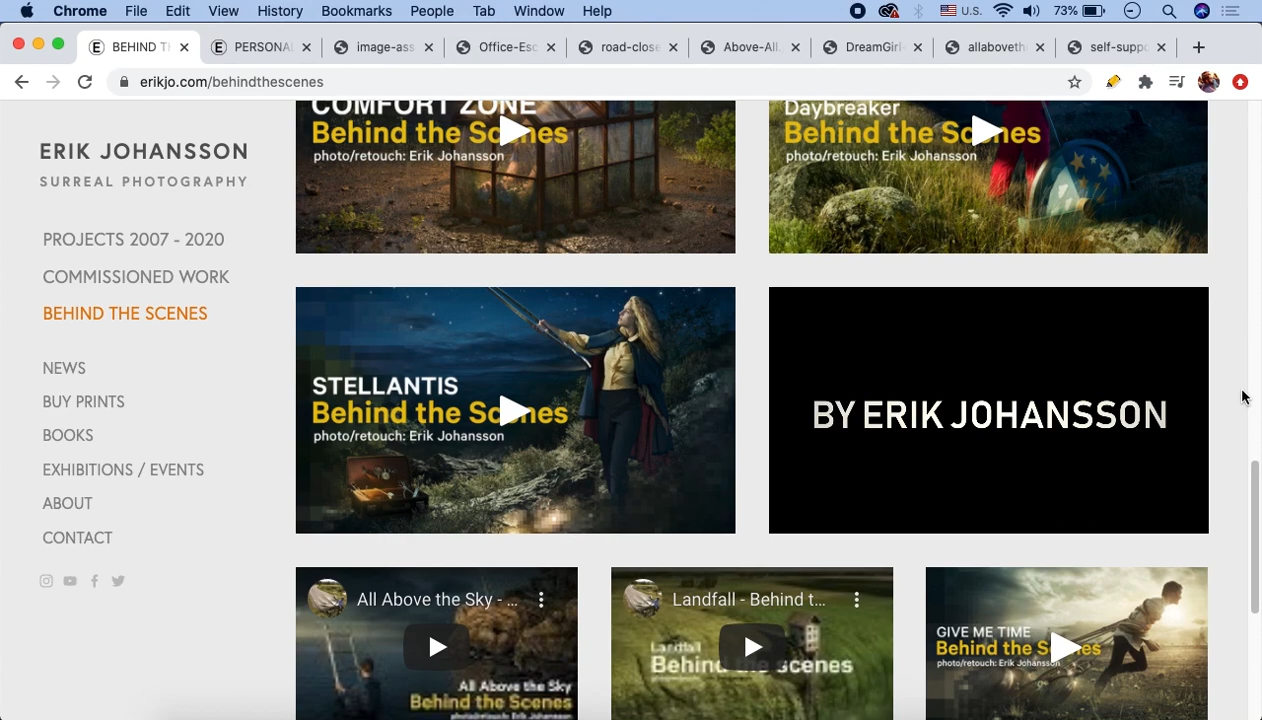 Chrome File Edit View History Bookmarks People Tab Window Help U.S. 73%
BEHIND T PERSONA image-ass Office-Esc road-close Above-All DreamGirl allaboveth self-suppo
erikjo.com/behindthescenes
ERIK JOHANSSON
SURREAL PHOTOGRAPHY
PROJECTS 2007 - 2020
COMMISSIONED WORK
BEHIND THE SCENES
NEWS
BUY PRINTS
BOOKS
EXHIBITIONS / EVENTS
ABOUT
CONTACT
COMFORT ZONE
Behind the Scenes
photo/retouch: Erik Johansson
Daybreaker
Behind the Scenes
photo/retouch: Erik Johansson
STELLANTIS
Behind the Scenes
photo/retouch: Erik Johansson
BY ERIK JOHANSSON
All Above the Sky - ...
All Above the Sky
Behind the Scenes
photo/retouch: Erik Johansson
Landfall - Behind t...
Landfall
Behind the scenes
GIVE ME TIME
Behind the Scenes
photo/retouch: Erik Johansson